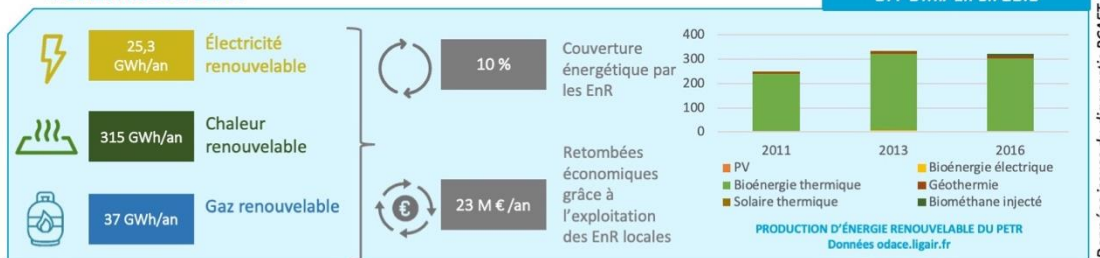 25,3
GWh/an
Électricité
renouvelable
315 GWh/an
Chaleur
renouvelable
37 GWh/an
Gaz renouvelable
10 %
Couverture
énergétique par
les EnR
€
23 M € /an
Retombées
économiques
grâce à
l’exploitation
des EnR locales
400
300
200
100
0
2011
2013
2016
PV
Bioénergie électrique
Bioénergie thermique
Géothermie
Solaire thermique
Biométhane injecté
PRODUCTION D’ÉNERGIE RENOUVELABLE DU PETR
Données odace.ligair.fr